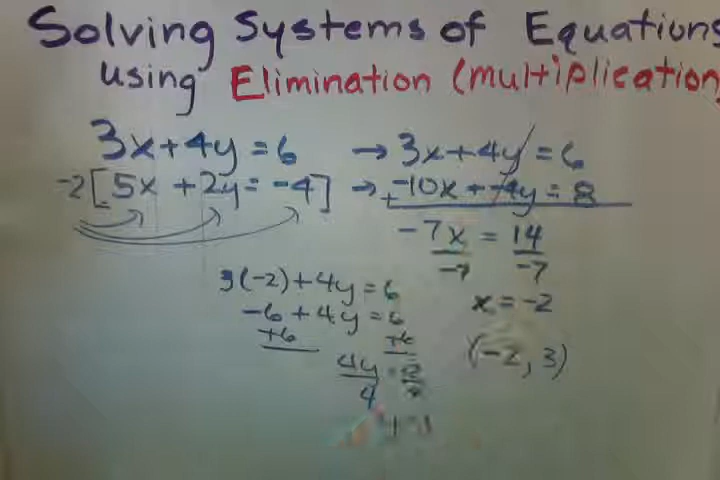 Solving Systems of Equations
using Elimination (multiplication
3x+4y=6 → 3x+4y=6
-2[5x+2y=-4] → +-10x+-4y=8
-7x = 14
-7 -7
x=-2
3(-2)+4y=6
-6+4y=6
+6 +6
4y =
4
(-2,3)